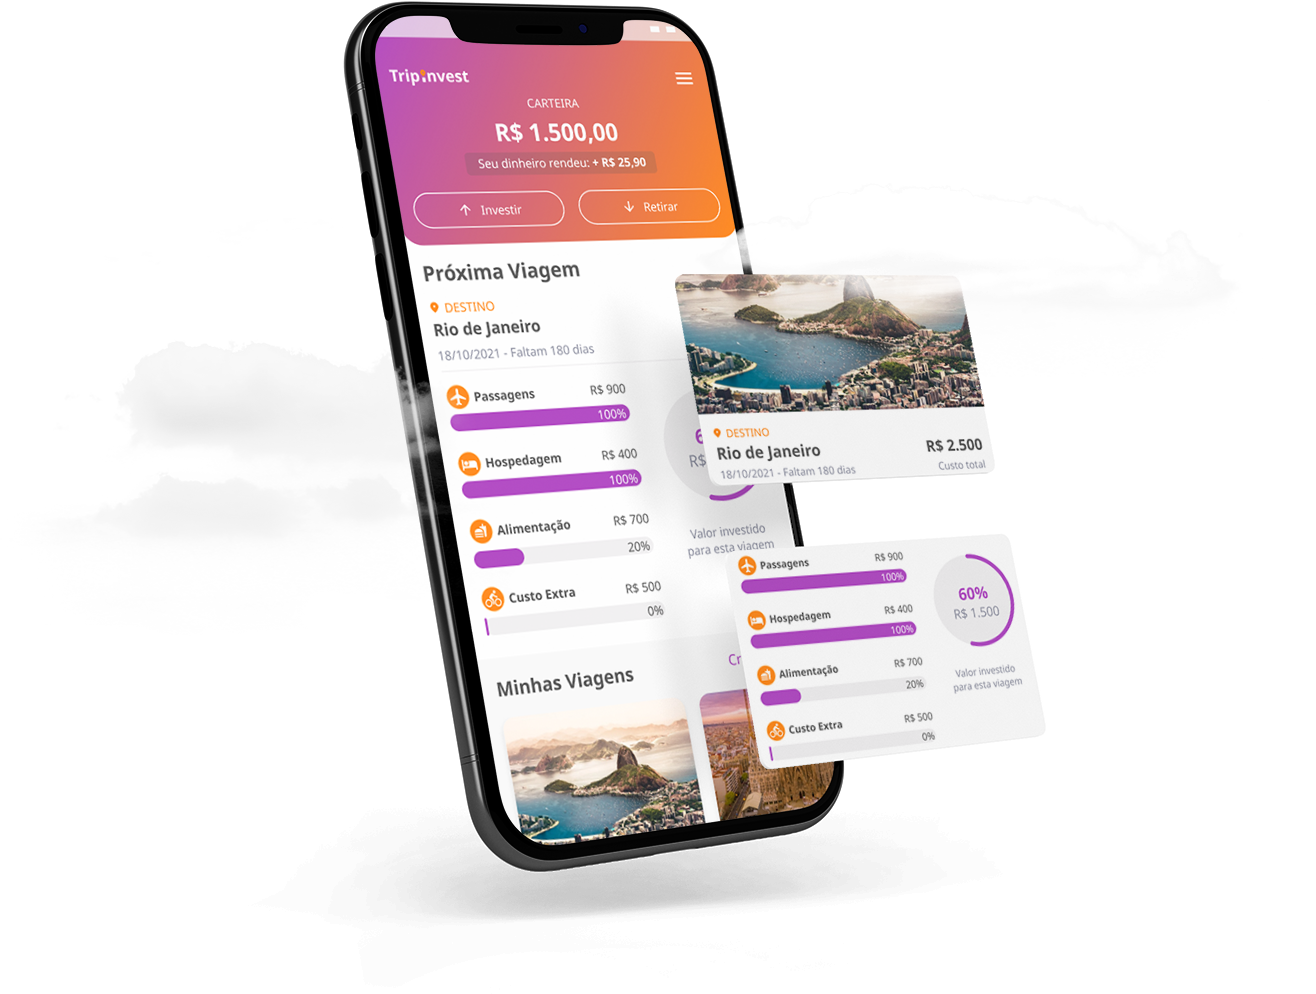 Tripinvest
CARTEIRA
R$ 1.500,00
Seu dinheiro rendeu: + R$ 25,90
Investir
Retirar
Próxima Viagem
DESTINO
Rio de Janeiro
18/10/2021 - Faltam 180 dias
Passagens R$ 900
100%
Hospedagem R$ 400
100%
Alimentação R$ 700
20%
Custo Extra R$ 500
0%
6
R$
Valor investido
para esta viagem
Minhas Viagens
Cr
DESTINO
Rio de Janeiro
18/10/2021 - Faltam 180 dias
R$ 2.500
Custo total
Passagens R$ 900
100%
Hospedagem R$ 400
100%
Alimentação R$ 700
20%
Custo Extra R$ 500
0%
60%
R$ 1.500
Valor investido
para esta viagem